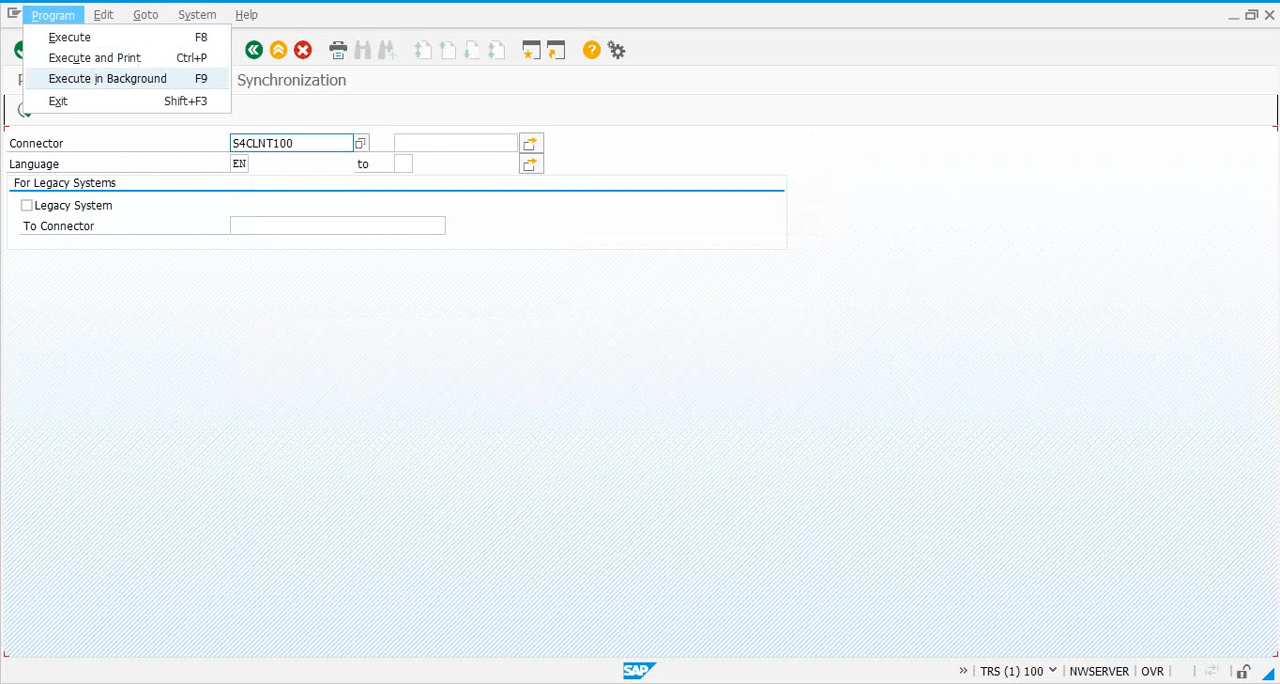 Program Edit Goto System Help
Execute F8
Execute and Print Ctrl+P
Execute in Background F9
Exit Shift+F3
Synchronization
Connector S4CLNT100
Language EN to
For Legacy Systems
Legacy System
To Connector
SAP TRS (1) 100 NWSERVER OVR